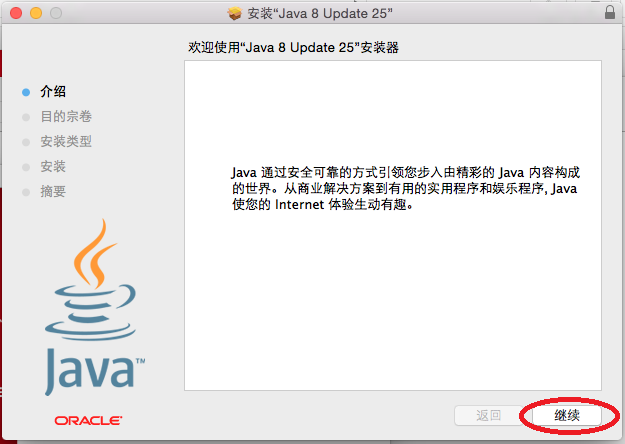 安装“Java 8 Update 25”
欢迎使用“Java 8 Update 25”安装器
介绍
目的宗卷
安装类型
安装
摘要
Java 通过安全可靠的方式引领您步入由精彩的 Java 内容构成
的世界。从商业解决方案到有用的实用程序和娱乐程序, Java
使您的 Internet 体验生动有趣。
Java™
ORACLE®
返回
继续